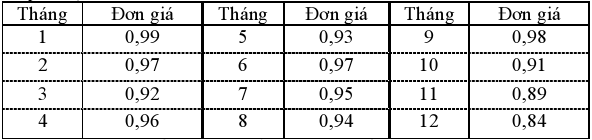 Tháng Đơn giá Tháng Đơn giá Tháng Đơn giá
1 0,99 5 0,93 9 0,98
2 0,97 6 0,97 10 0,91
3 0,92 7 0,95 11 0,89
4 0,96 8 0,94 12 0,84